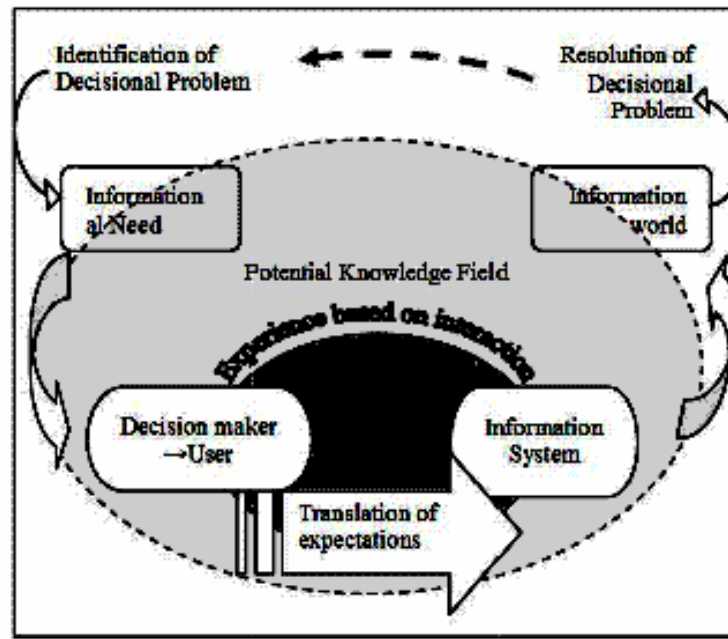 Identification of
Decisional Problem
Resolution of
Decisional
Problem
Information
al Need
Information
world
Potential Knowledge Field
Experience based on interaction
Decision maker
→User
Information
System
Translation of
expectations